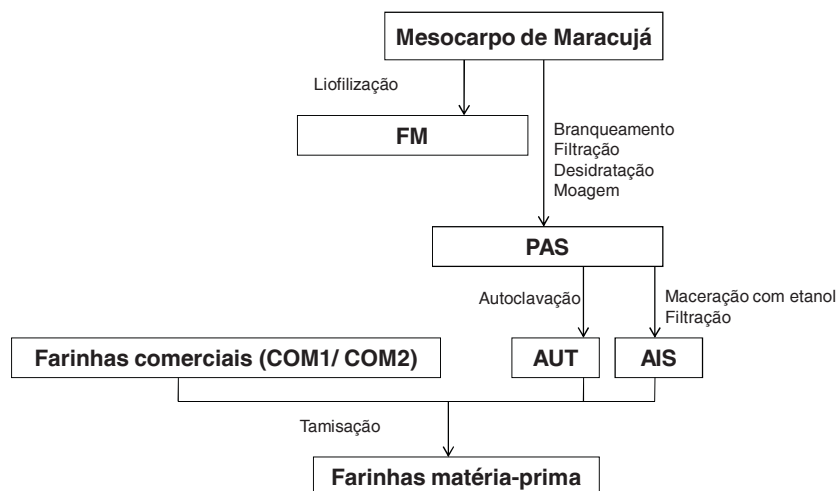 Mesocarpo de Maracujá
Liofilização
FM
Branqueamento
Filtração
Desidratação
Moagem
PAS
Autoclavação
Maceração com etanol
Filtração
Farinhas comerciais (COM1/ COM2)
AUT
AIS
Tamisação
Farinhas matéria-prima